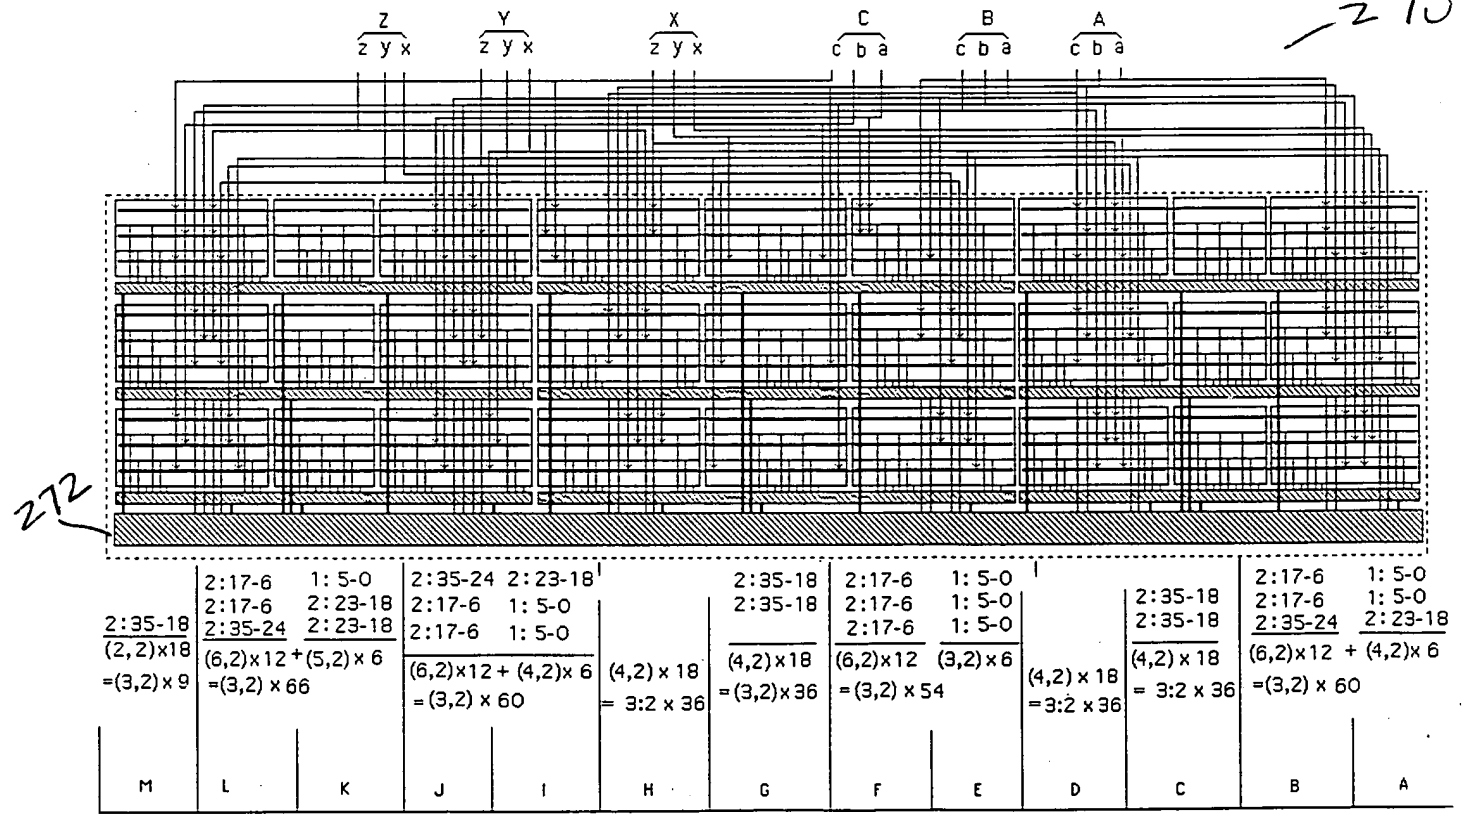 270
Z Y X C B A
z y x z y x z y x c b a c b a c b a
272
2:35-18
(2,2)x18
=(3,2)x9
2:17-6 1: 5-0
2:17-6 2:23-18
2:35-24 2:23-18
(6,2)x12 +(5,2)x 6
=(3,2) x 66
2:35-24 2:23-18
2:17-6 1: 5-0
2:17-6 1: 5-0
(6,2)x12 + (4,2)x 6
=(3,2) x 60
(4,2) x 18
= 3:2 x 36
2:35-18
2:35-18
(4,2) x 18
=(3,2)x 36
2:17-6 1: 5-0
2:17-6 1: 5-0
2:17-6 1: 5-0
(6,2)x12 (3,2)x6
=(3,2) x 54
(4,2) x 18
=3:2 x 36
2:35-18
2:35-18
(4,2) x 18
= 3:2 x 36
2:17-6 1: 5-0
2:17-6 1: 5-0
2:35-24 2:23-18
(6,2)x12 + (4,2)x 6
=(3,2) x 60
M L K J I H G F E D C B A